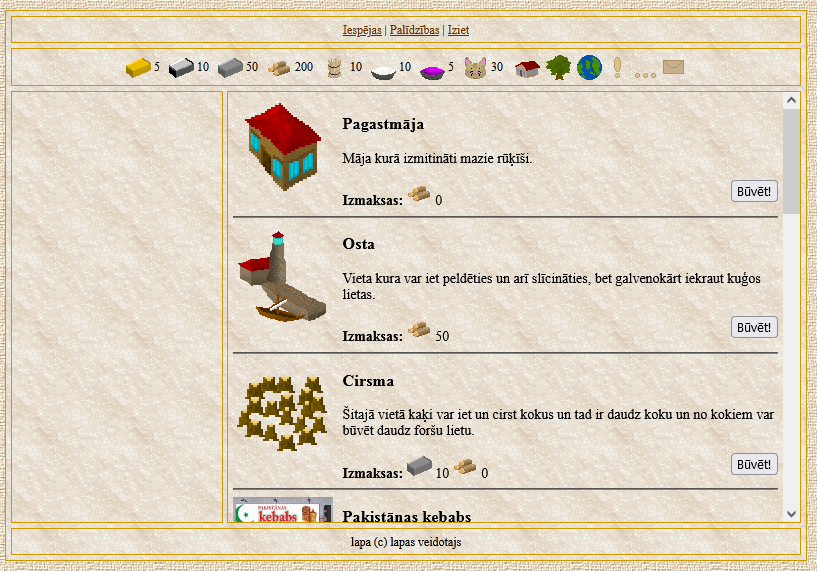 Iespējas | Palīdzības | Iziet
5 10 50 200 10 10 5 30
Pagastmāja
Māja kurā izmitināti mazie rūķīši.
Izmaksas: 0
Būvēt!
Osta
Vieta kura var iet peldēties un arī slīcināties, bet galvenokārt iekraut kuģos
lietas.
Izmaksas: 50
Būvēt!
Cirsma
Šitajā vietā kaķi var iet un cirst kokus un tad ir daudz koku un no kokiem var
būvēt daudz foršu lietu.
Izmaksas: 10 0
Būvēt!
PAKISTĀNAS
kebabs
Pakistānas kebabs
lapa (c) lapas veidotajs